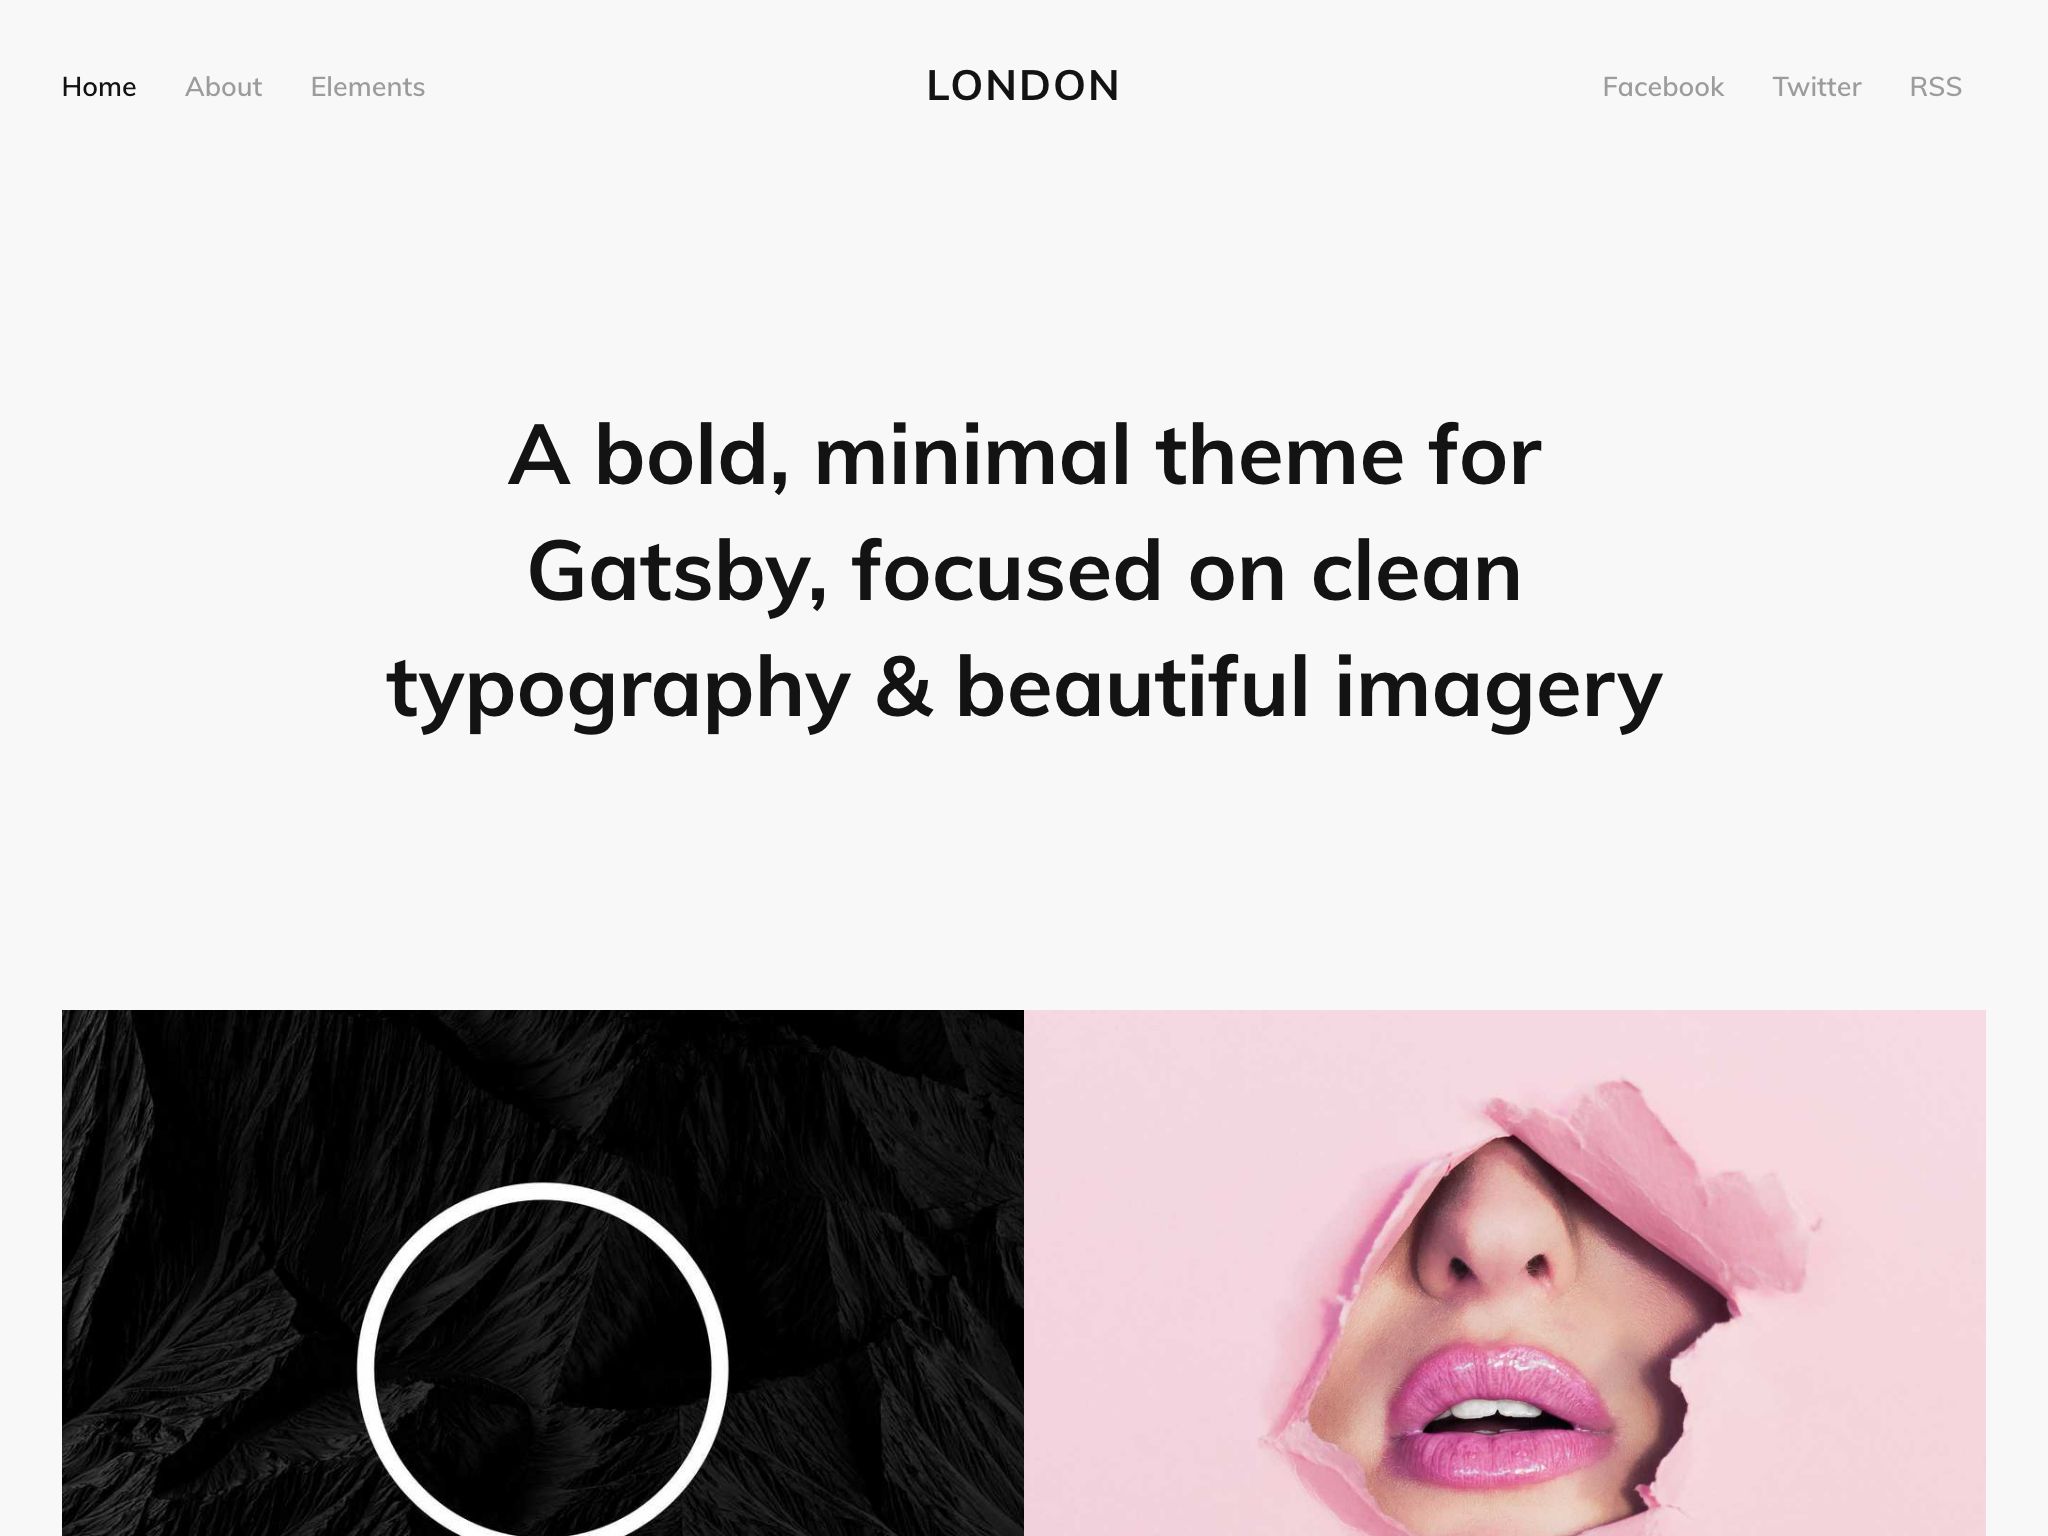 Home About Elements LONDON Facebook Twitter RSS
A bold, minimal theme for
Gatsby, focused on clean
typography & beautiful imagery